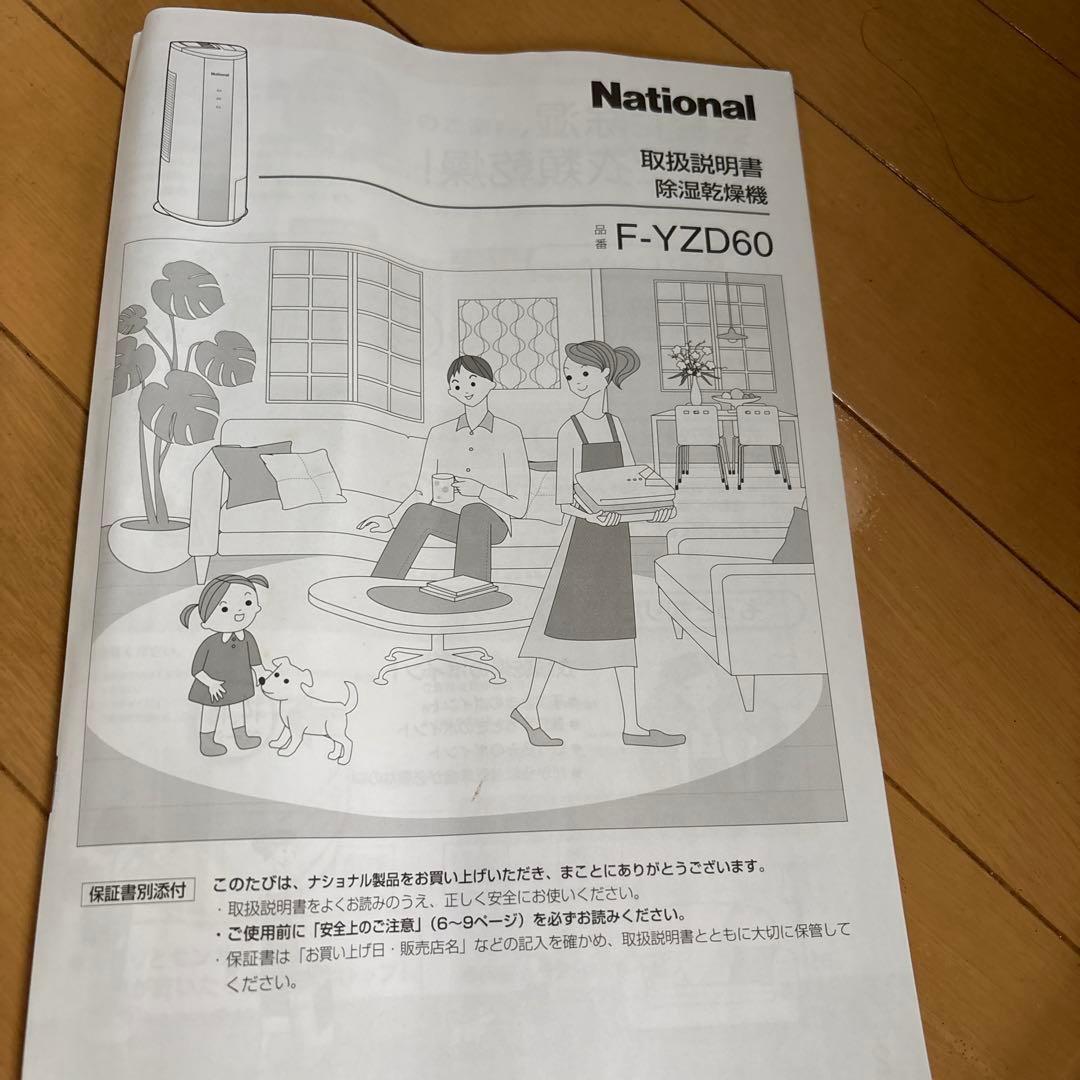 National
National
取扱説明書
除湿乾燥機
品番 F-YZD60
保証書別添付
このたびは、ナショナル製品をお買い上げいただき、まことにありがとうございます。
・取扱説明書をよくお読みのうえ、正しく安全にお使いください。
・ご使用前に「安全上のご注意」（6～9ページ）を必ずお読みください。
・保証書は「お買い上げ日・販売店名」などの記入を確かめ、取扱説明書とともに大切に保管して
ください。